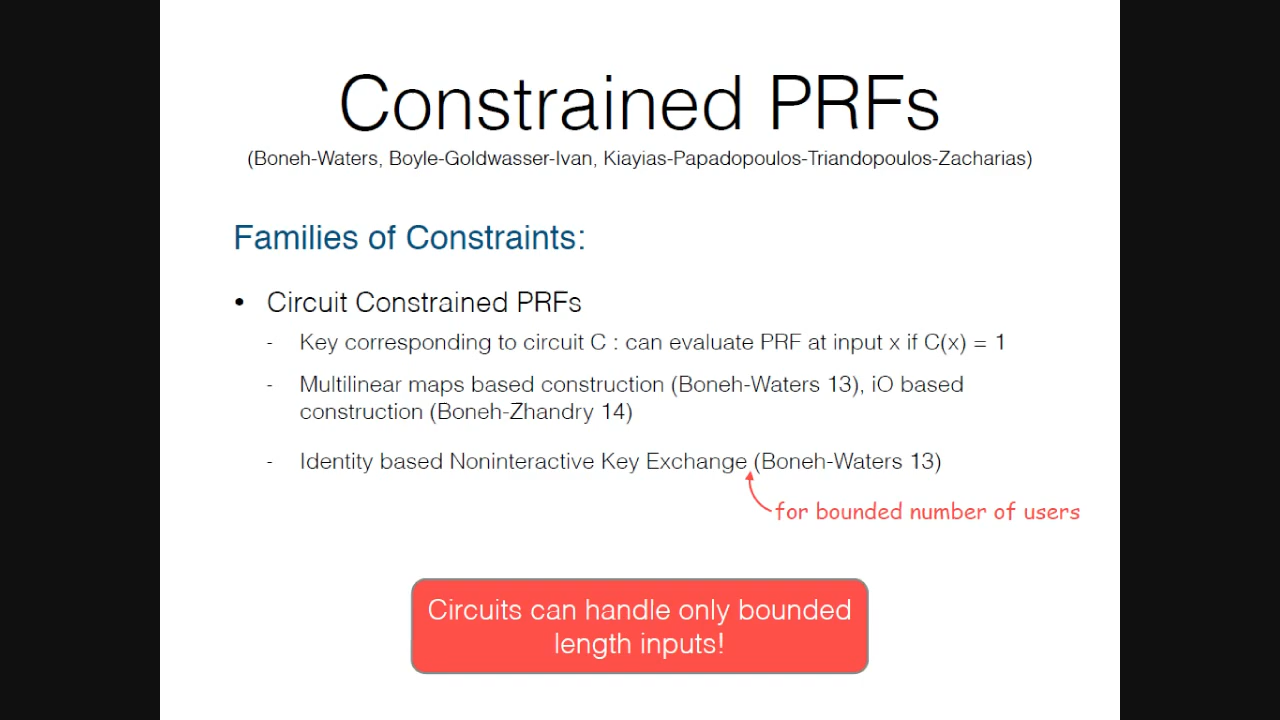 Constrained PRFs
(Boneh-Waters, Boyle-Goldwasser-Ivan, Kiayias-Papadopoulos-Triandopoulos-Zacharias)
Families of Constraints:
• Circuit Constrained PRFs
- Key corresponding to circuit C : can evaluate PRF at input x if C(x) = 1
- Multilinear maps based construction (Boneh-Waters 13), iO based
construction (Boneh-Zhandry 14)
- Identity based Noninteractive Key Exchange (Boneh-Waters 13)
for bounded number of users
Circuits can handle only bounded
length inputs!